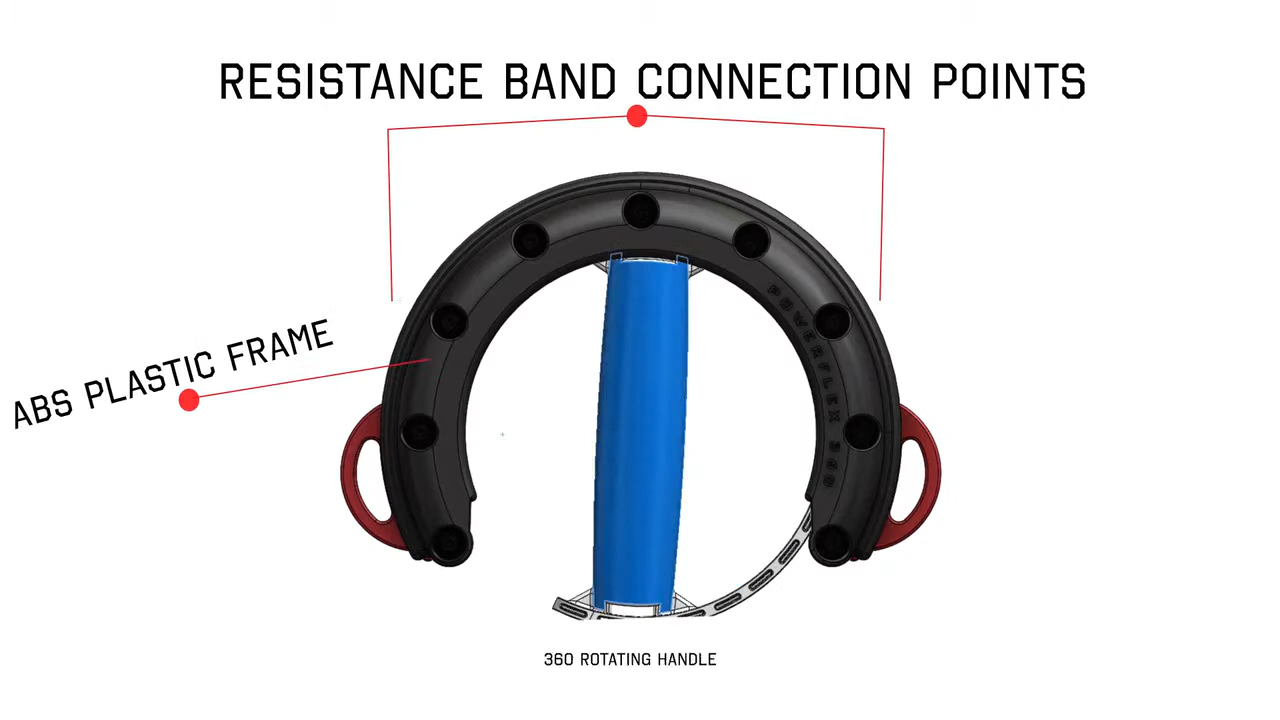 RESISTANCE BAND CONNECTION POINTS
ABS PLASTIC FRAME
POWERFLEX 360
360 ROTATING HANDLE